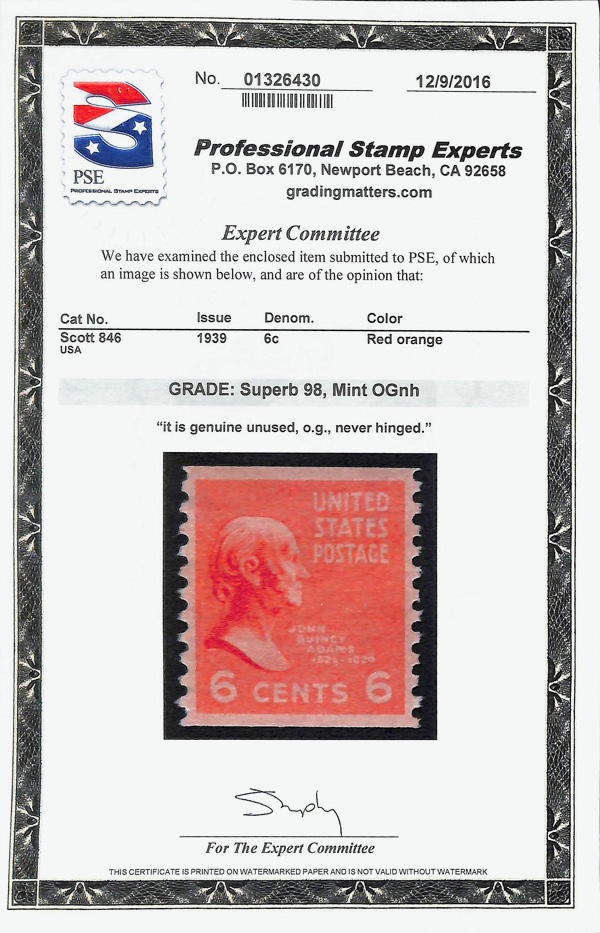 No. 01326430
12/9/2016
PSE
PROFESSIONAL STAMP EXPERTS
Professional Stamp Experts
P.O. Box 6170, Newport Beach, CA 92658
gradingmatters.com
Expert Committee
We have examined the enclosed item submitted to PSE, of which
an image is shown below, and are of the opinion that:
Cat No. Issue Denom. Color
Scott 846 1939 6c Red orange
USA
GRADE: Superb 98, Mint OGnh
“it is genuine unused, o.g., never hinged.”
UNITED
STATES
POSTAGE
JOHN
QUINCY
ADAMS
6 CENTS 6
For The Expert Committee
THIS CERTIFICATE IS PRINTED ON WATERMARKED PAPER AND IS NOT VALID WITHOUT WATERMARK